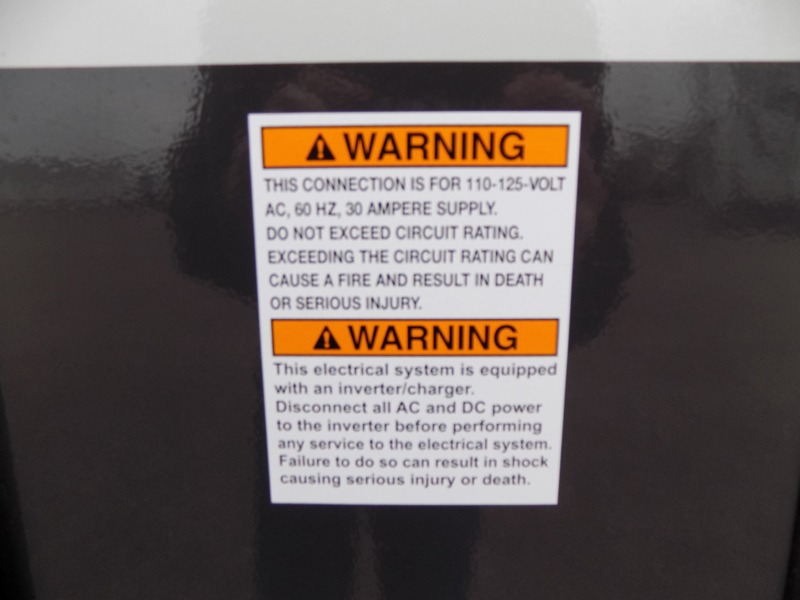 WARNING
THIS CONNECTION IS FOR 110-125-VOLT
AC, 60 HZ, 30 AMPERE SUPPLY.
DO NOT EXCEED CIRCUIT RATING.
EXCEEDING THE CIRCUIT RATING CAN
CAUSE A FIRE AND RESULT IN DEATH
OR SERIOUS INJURY.
WARNING
This electrical system is equipped
with an inverter/charger.
Disconnect all AC and DC power
to the inverter before performing
any service to the electrical system.
Failure to do so can result in shock
causing serious injury or death.